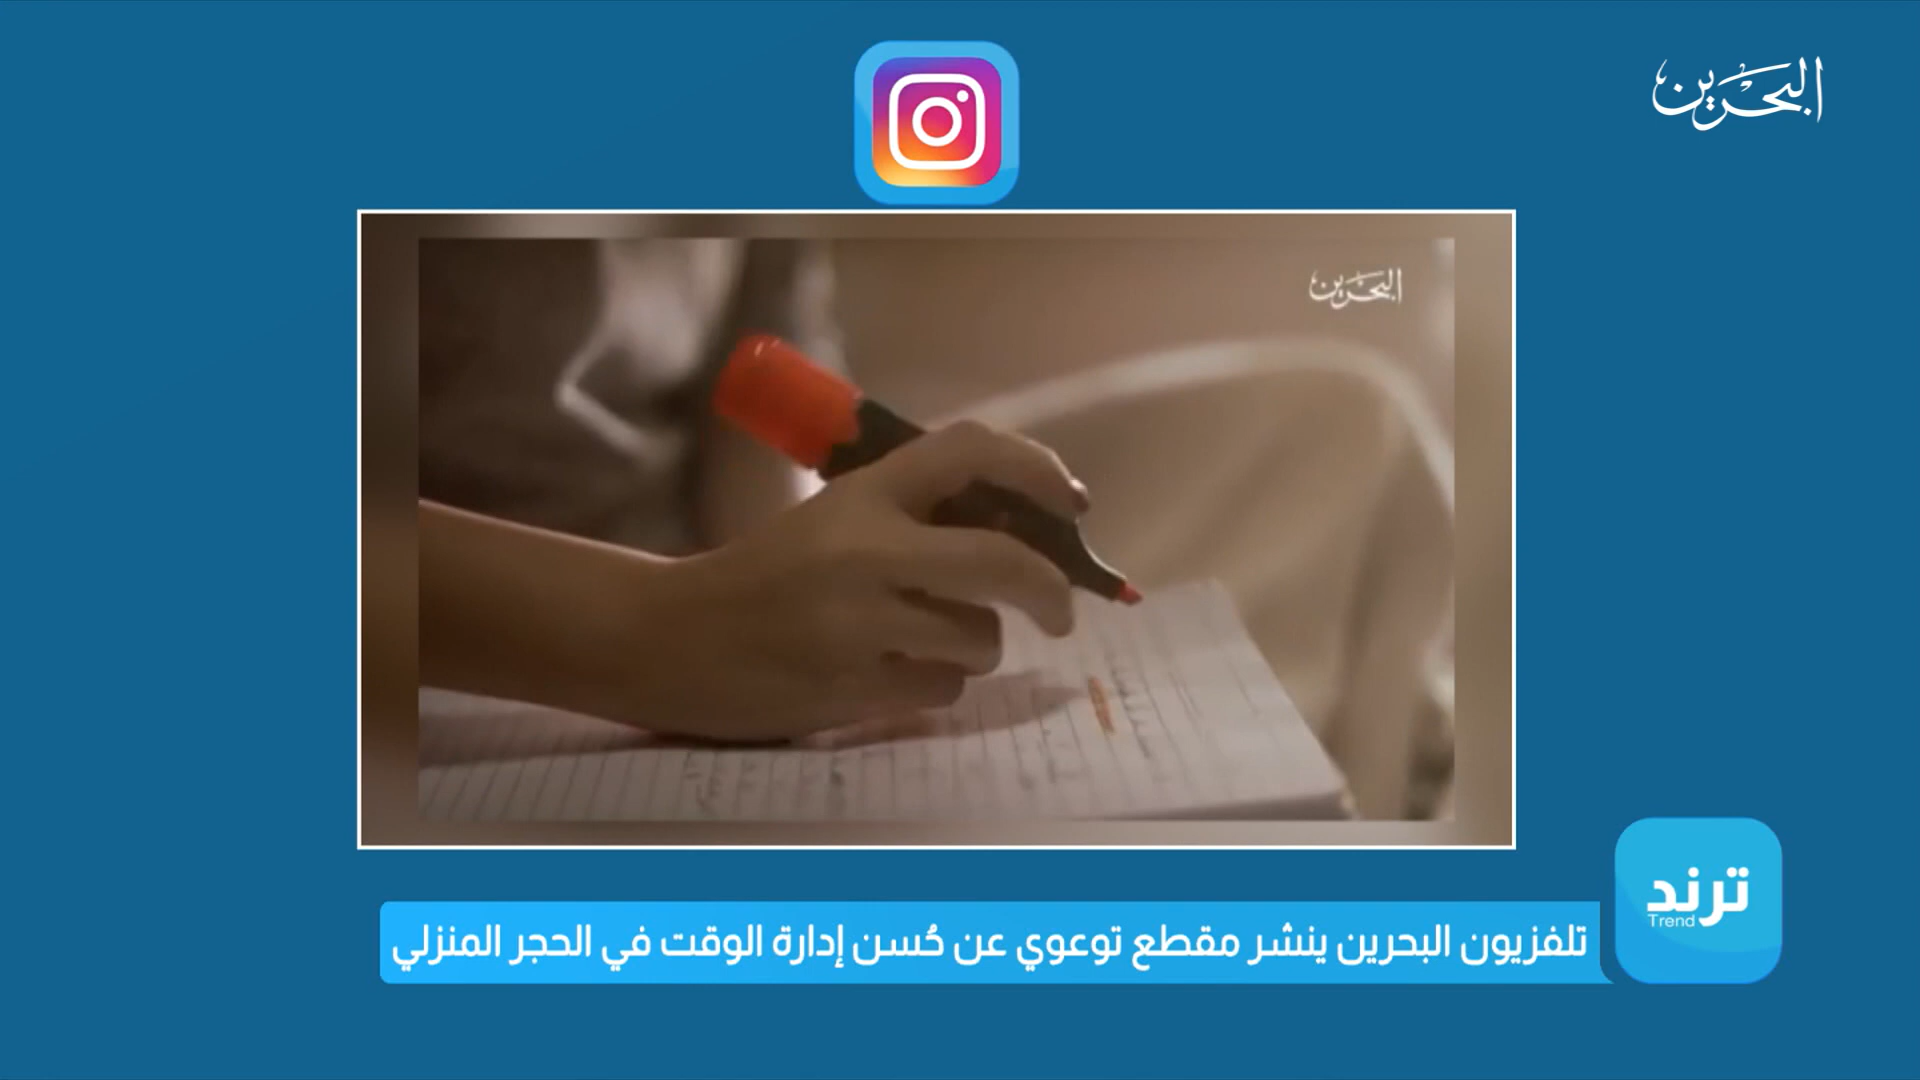 البحرين
البحرين
ترند
Trend
تلفزيون البحرين ينشر مقطع توعوي عن حُسن إدارة الوقت في الحجر المنزلي